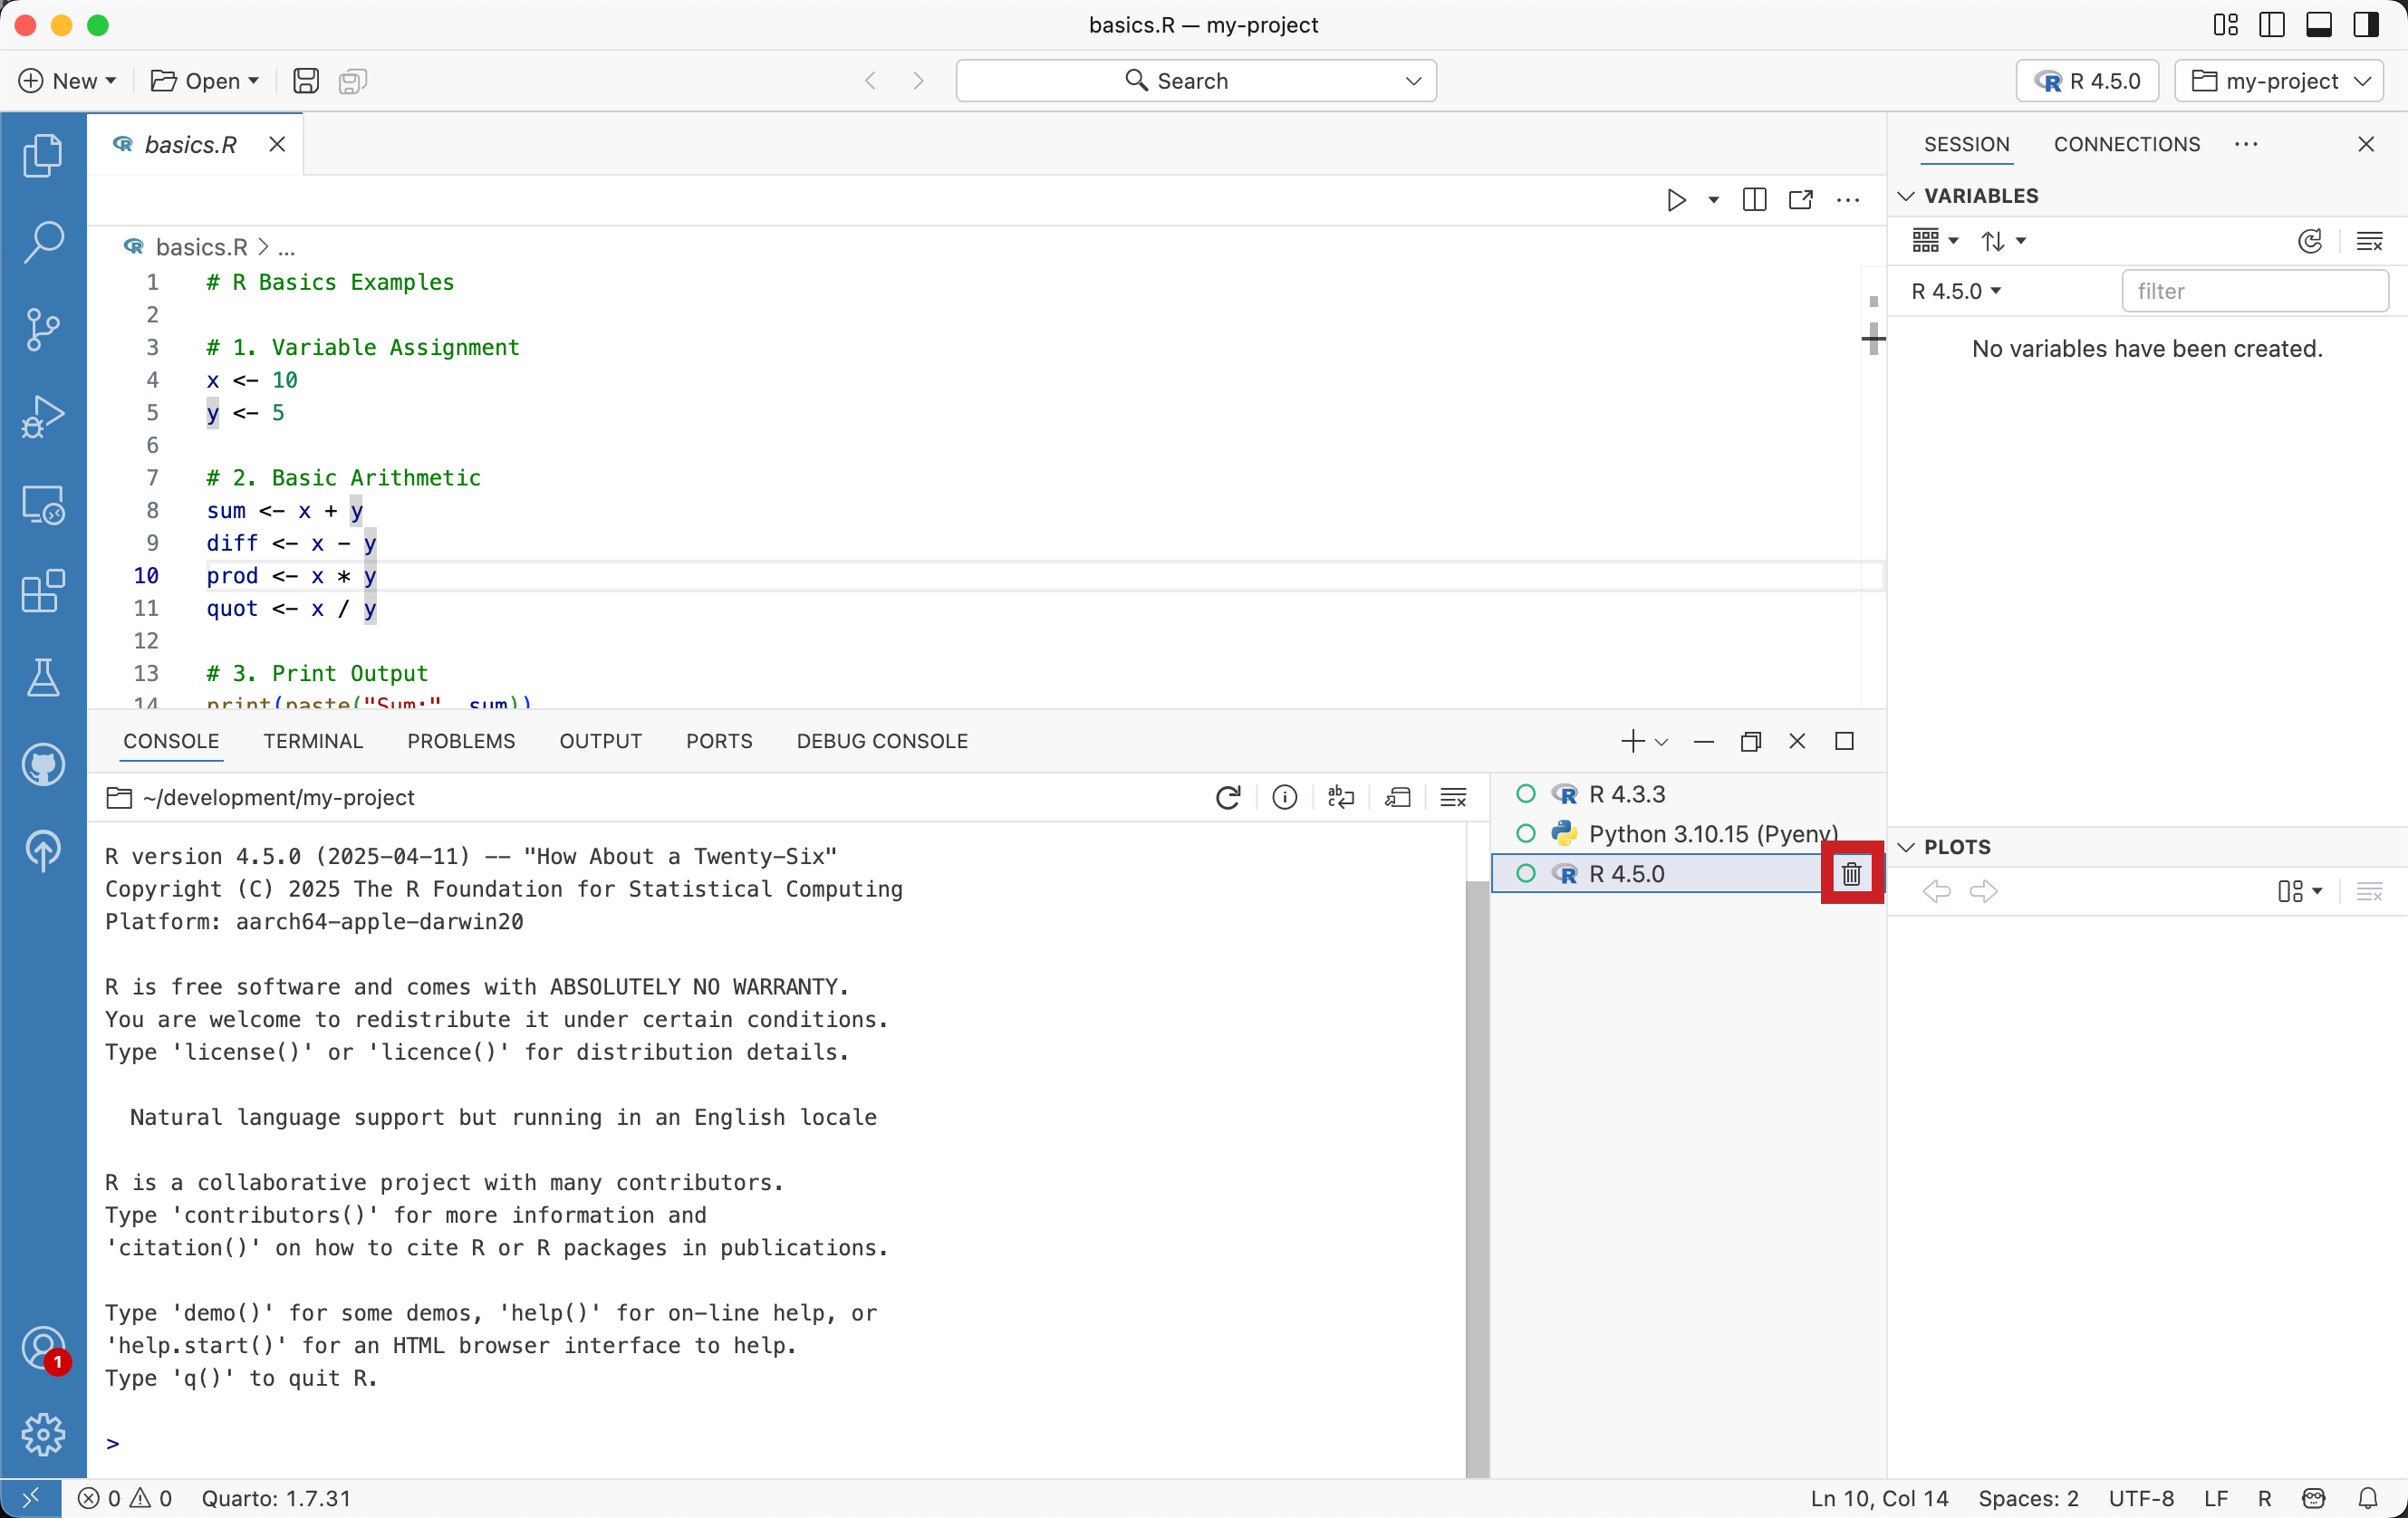 basics.R — my-project
New
Open
Search
R 4.5.0
my-project
basics.R
SESSION
CONNECTIONS
VARIABLES
R 4.5.0
filter
No variables have been created.
basics.R > ...
1 # R Basics Examples
2
3 # 1. Variable Assignment
4 x <- 10
5 y <- 5
6
7 # 2. Basic Arithmetic
8 sum <- x + y
9 diff <- x - y
10 prod <- x * y
11 quot <- x / y
12
13 # 3. Print Output
14 print(paste("Sum:", sum))
CONSOLE
TERMINAL
PROBLEMS
OUTPUT
PORTS
DEBUG CONSOLE
~/development/my-project
R version 4.5.0 (2025-04-11) -- "How About a Twenty-Six"
Copyright (C) 2025 The R Foundation for Statistical Computing
Platform: aarch64-apple-darwin20
R is free software and comes with ABSOLUTELY NO WARRANTY.
You are welcome to redistribute it under certain conditions.
Type 'license()' or 'licence()' for distribution details.
Natural language support but running in an English locale
R is a collaborative project with many contributors.
Type 'contributors()' for more information and
'citation()' on how to cite R or R packages in publications.
Type 'demo()' for some demos, 'help()' for on-line help, or
'help.start()' for an HTML browser interface to help.
Type 'q()' to quit R.
>
R 4.3.3
Python 3.10.15 (Pyenv)
R 4.5.0
PLOTS
1
0
0
Quarto: 1.7.31
Ln 10, Col 14
Spaces: 2
UTF-8
LF
R